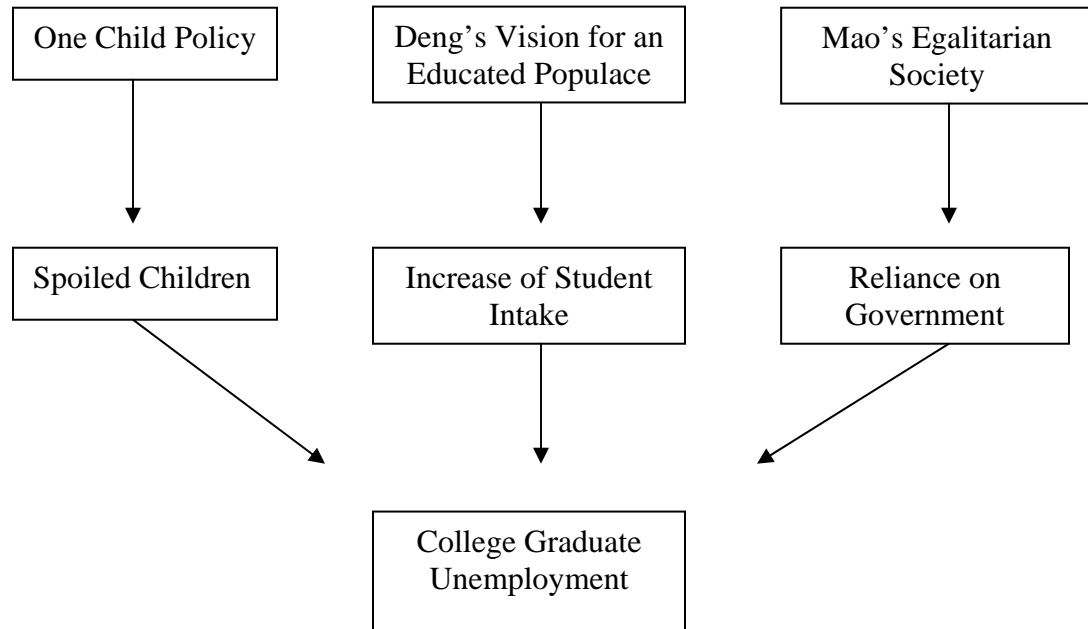 One Child Policy
Deng’s Vision for an
Educated Populace
Mao’s Egalitarian
Society
Spoiled Children
Increase of Student
Intake
Reliance on
Government
College Graduate
Unemployment